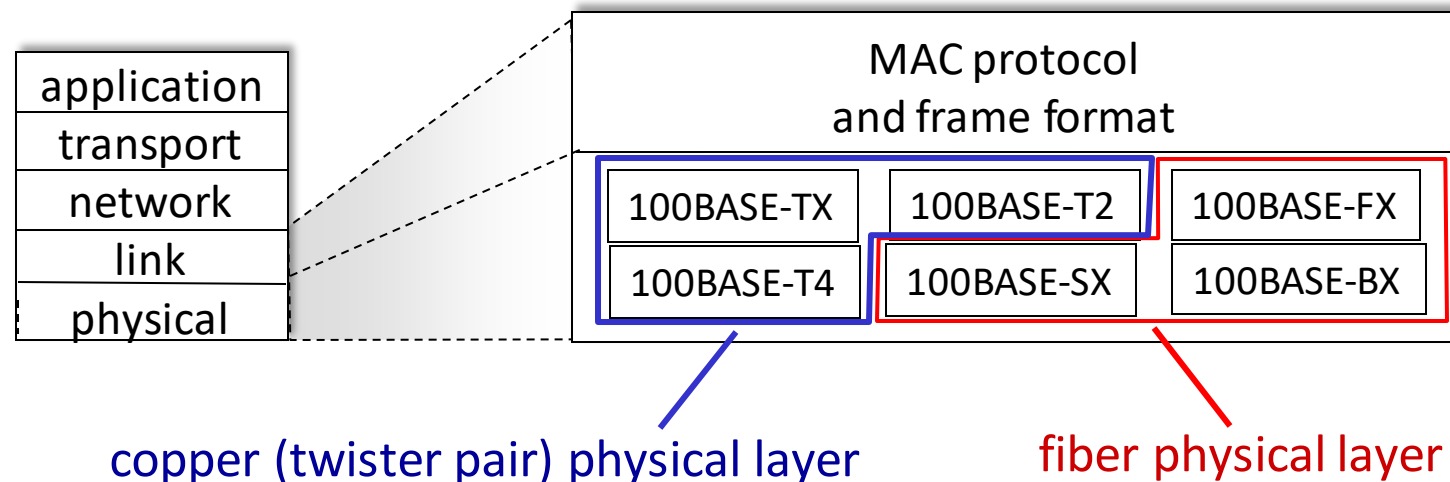 application
transport
network
link
physical
MAC protocol
and frame format
100BASE-TX
100BASE-T2
100BASE-FX
100BASE-T4
100BASE-SX
100BASE-BX
copper (twister pair) physical layer
fiber physical layer